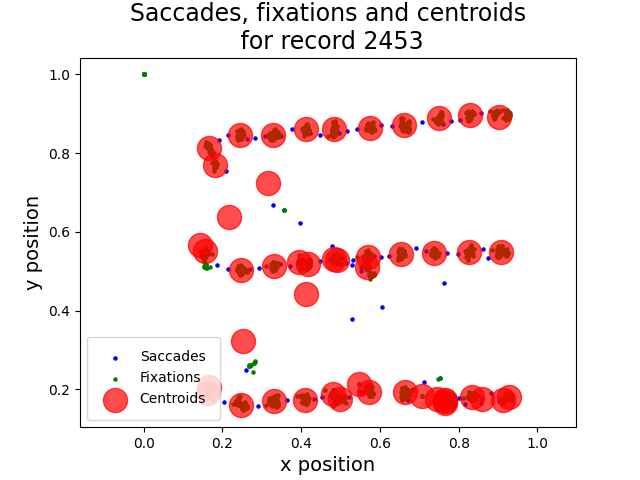 Saccades, fixations and centroids
for record 2453
y position
1.0
0.8
0.6
0.4
0.2
Saccades
Fixations
Centroids
0.0
0.2
0.4
0.6
0.8
1.0
x position